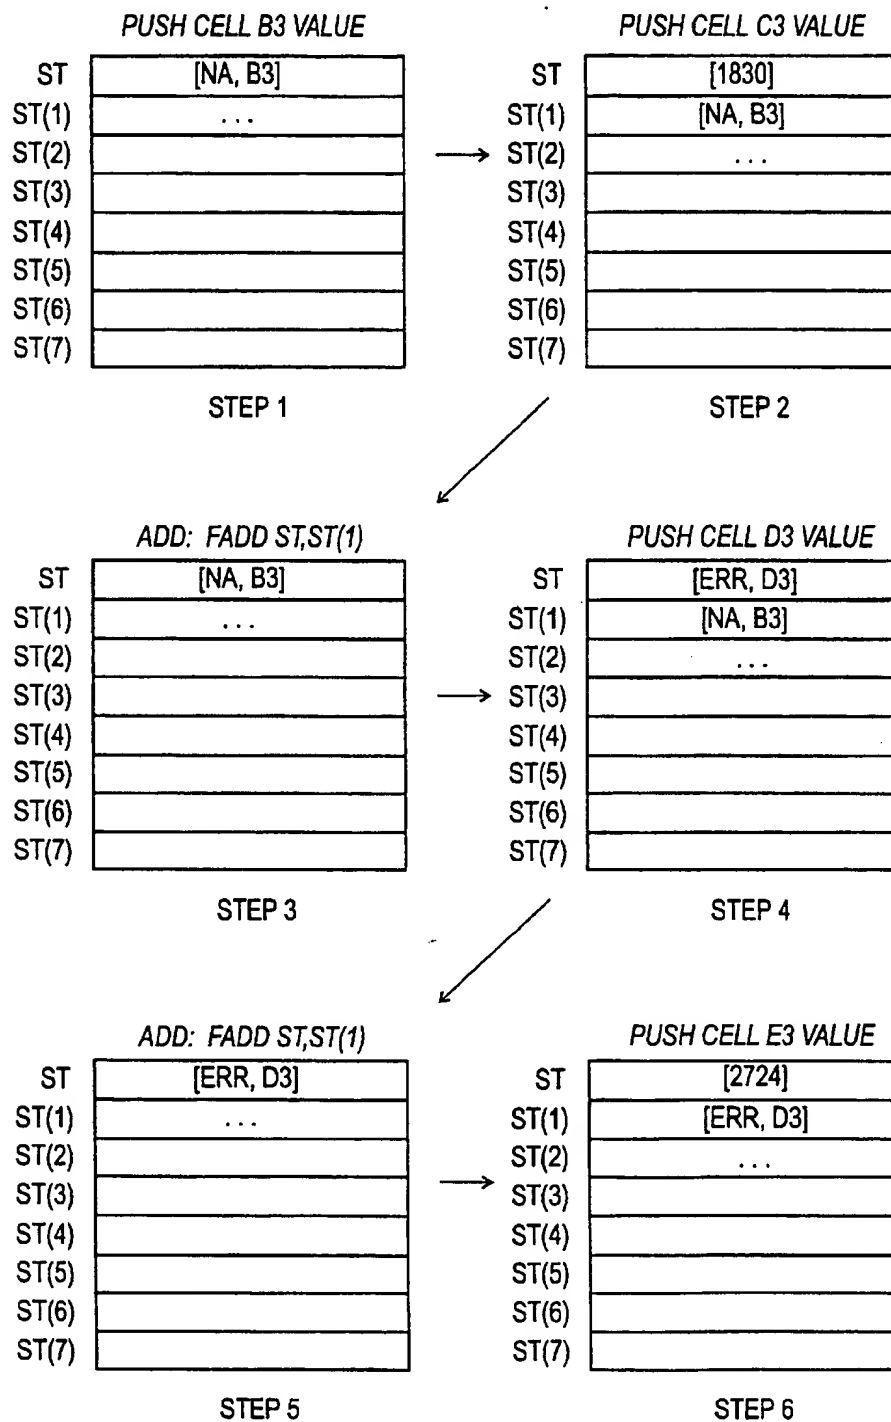 PUSH CELL B3 VALUE
ST [NA, B3]
ST(1) ...
ST(2)
ST(3)
ST(4)
ST(5)
ST(6)
ST(7)
STEP 1
PUSH CELL C3 VALUE
ST [1830]
ST(1) [NA, B3]
ST(2) ...
ST(3)
ST(4)
ST(5)
ST(6)
ST(7)
STEP 2
ADD: FADD ST,ST(1)
ST [NA, B3]
ST(1) ...
ST(2)
ST(3)
ST(4)
ST(5)
ST(6)
ST(7)
STEP 3
PUSH CELL D3 VALUE
ST [ERR, D3]
ST(1) [NA, B3]
ST(2) ...
ST(3)
ST(4)
ST(5)
ST(6)
ST(7)
STEP 4
ADD: FADD ST,ST(1)
ST [ERR, D3]
ST(1) ...
ST(2)
ST(3)
ST(4)
ST(5)
ST(6)
ST(7)
STEP 5
PUSH CELL E3 VALUE
ST [2724]
ST(1) [ERR, D3]
ST(2) ...
ST(3)
ST(4)
ST(5)
ST(6)
ST(7)
STEP 6